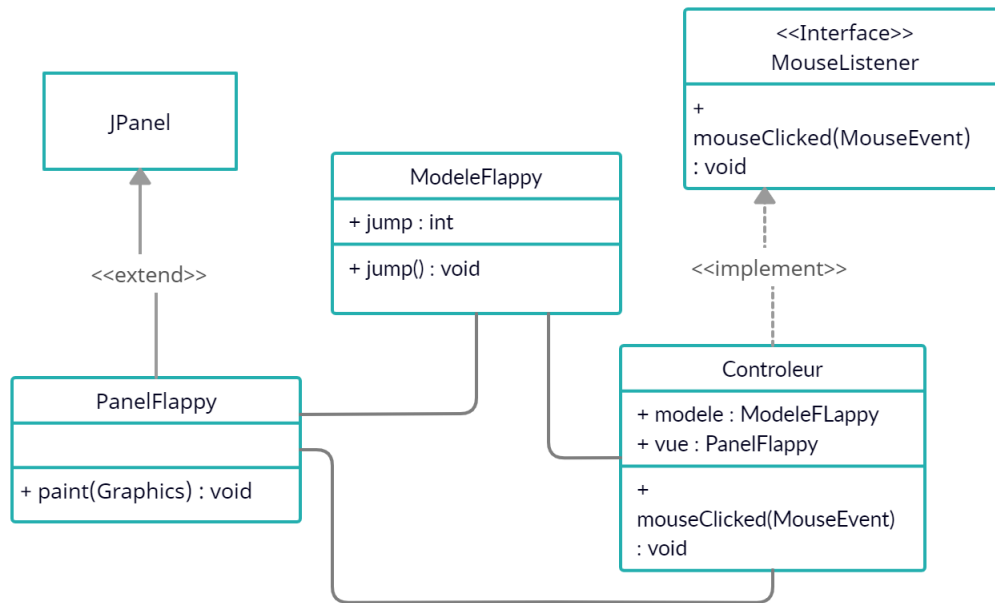 <<Interface>>
MouseListener
+
mouseClicked(MouseEvent)
: void
JPanel
ModeleFlappy
+ jump : int
+ jump() : void
<<extend>>
<<implement>>
PanelFlappy
+ paint(Graphics) : void
Controleur
+ modele : ModeleFLappy
+ vue : PanelFlappy
+
mouseClicked(MouseEvent)
: void